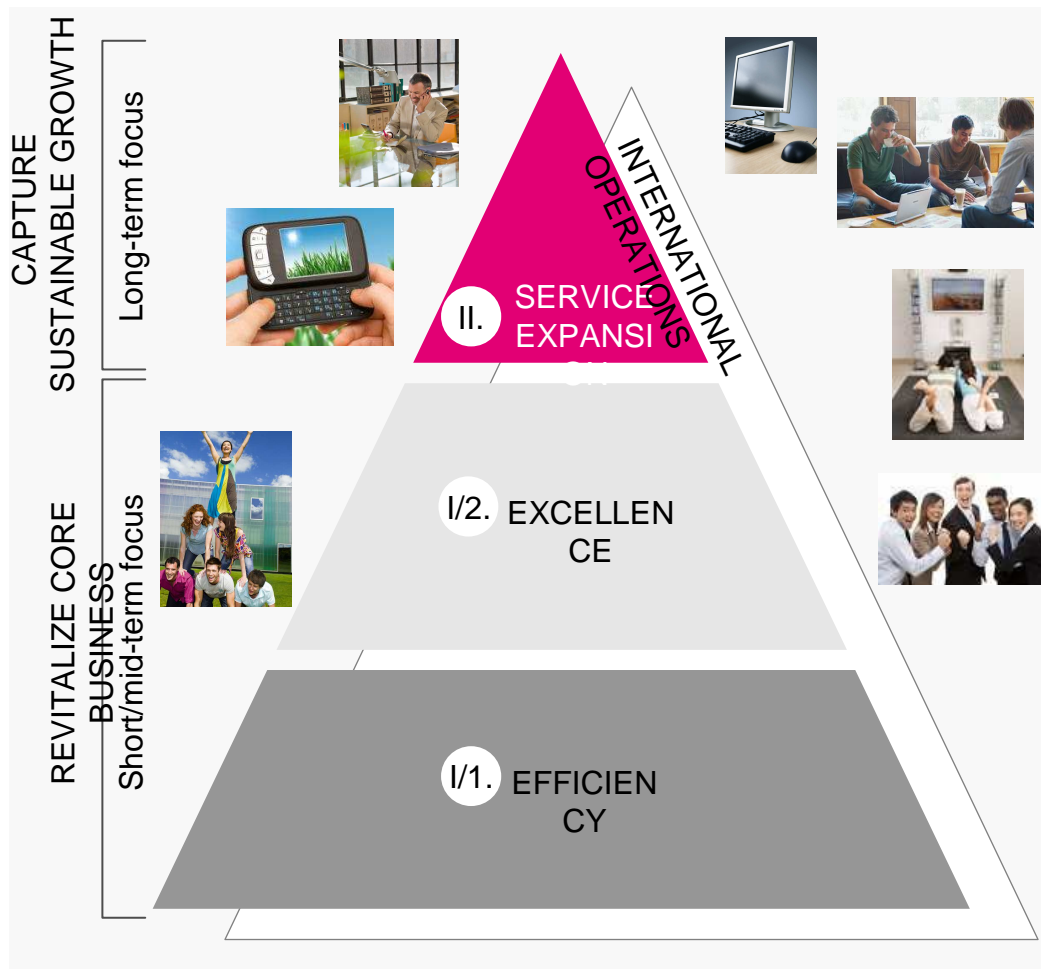 CAPTURE
SUSTAINABLE GROWTH
Long-term focus
INTERNATIONAL
OPERATIONS
II.
SERVICE
EXPANSI
ON
REVITALIZE CORE
BUSINESS
Short/mid-term focus
I/2.
EXCELLEN
CE
I/1.
EFFICIEN
CY